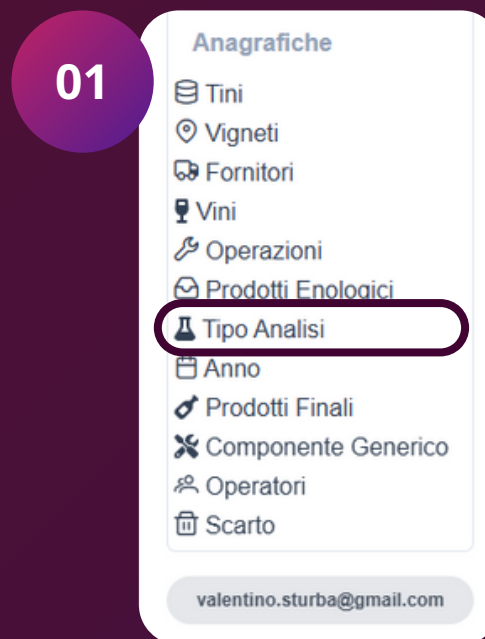 01
Anagrafiche
Tini
Vigneti
Fornitori
Vini
Operazioni
Prodotti Enologici
Tipo Analisi
Anno
Prodotti Finali
Componente Generico
Operatori
Scarto
valentino.sturba@gmail.com